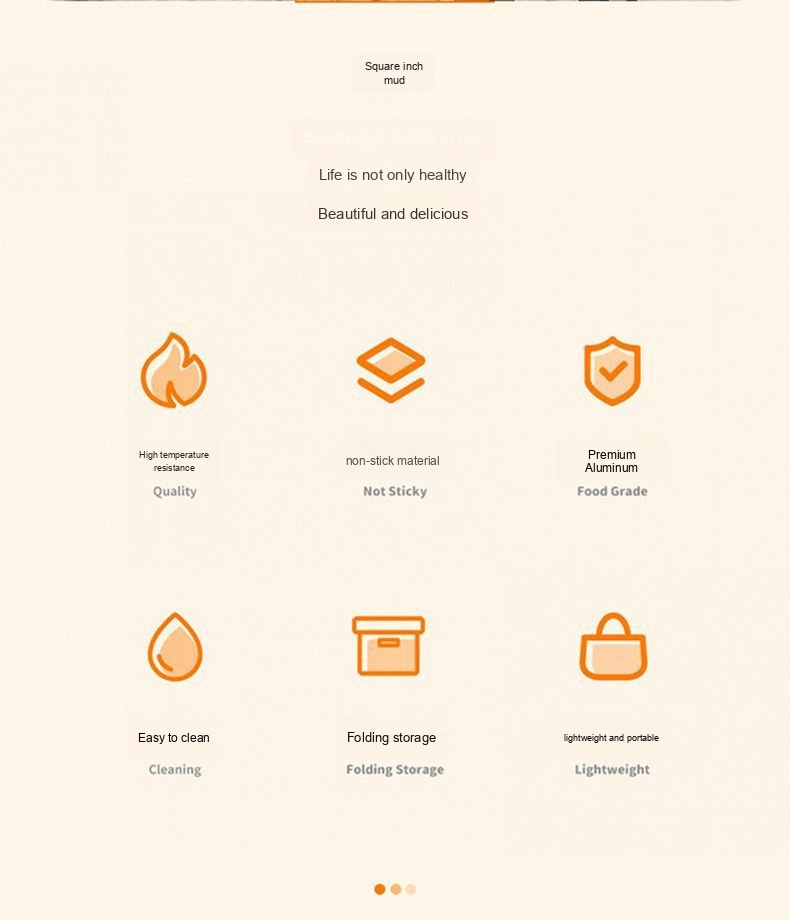 Square inch
mud
Life is not only healthy
Beautiful and delicious
High temperature
resistance
Quality
non-stick material
Not Sticky
Premium
Aluminum
Food Grade
Easy to clean
Cleaning
Folding storage
Folding Storage
lightweight and portable
Lightweight